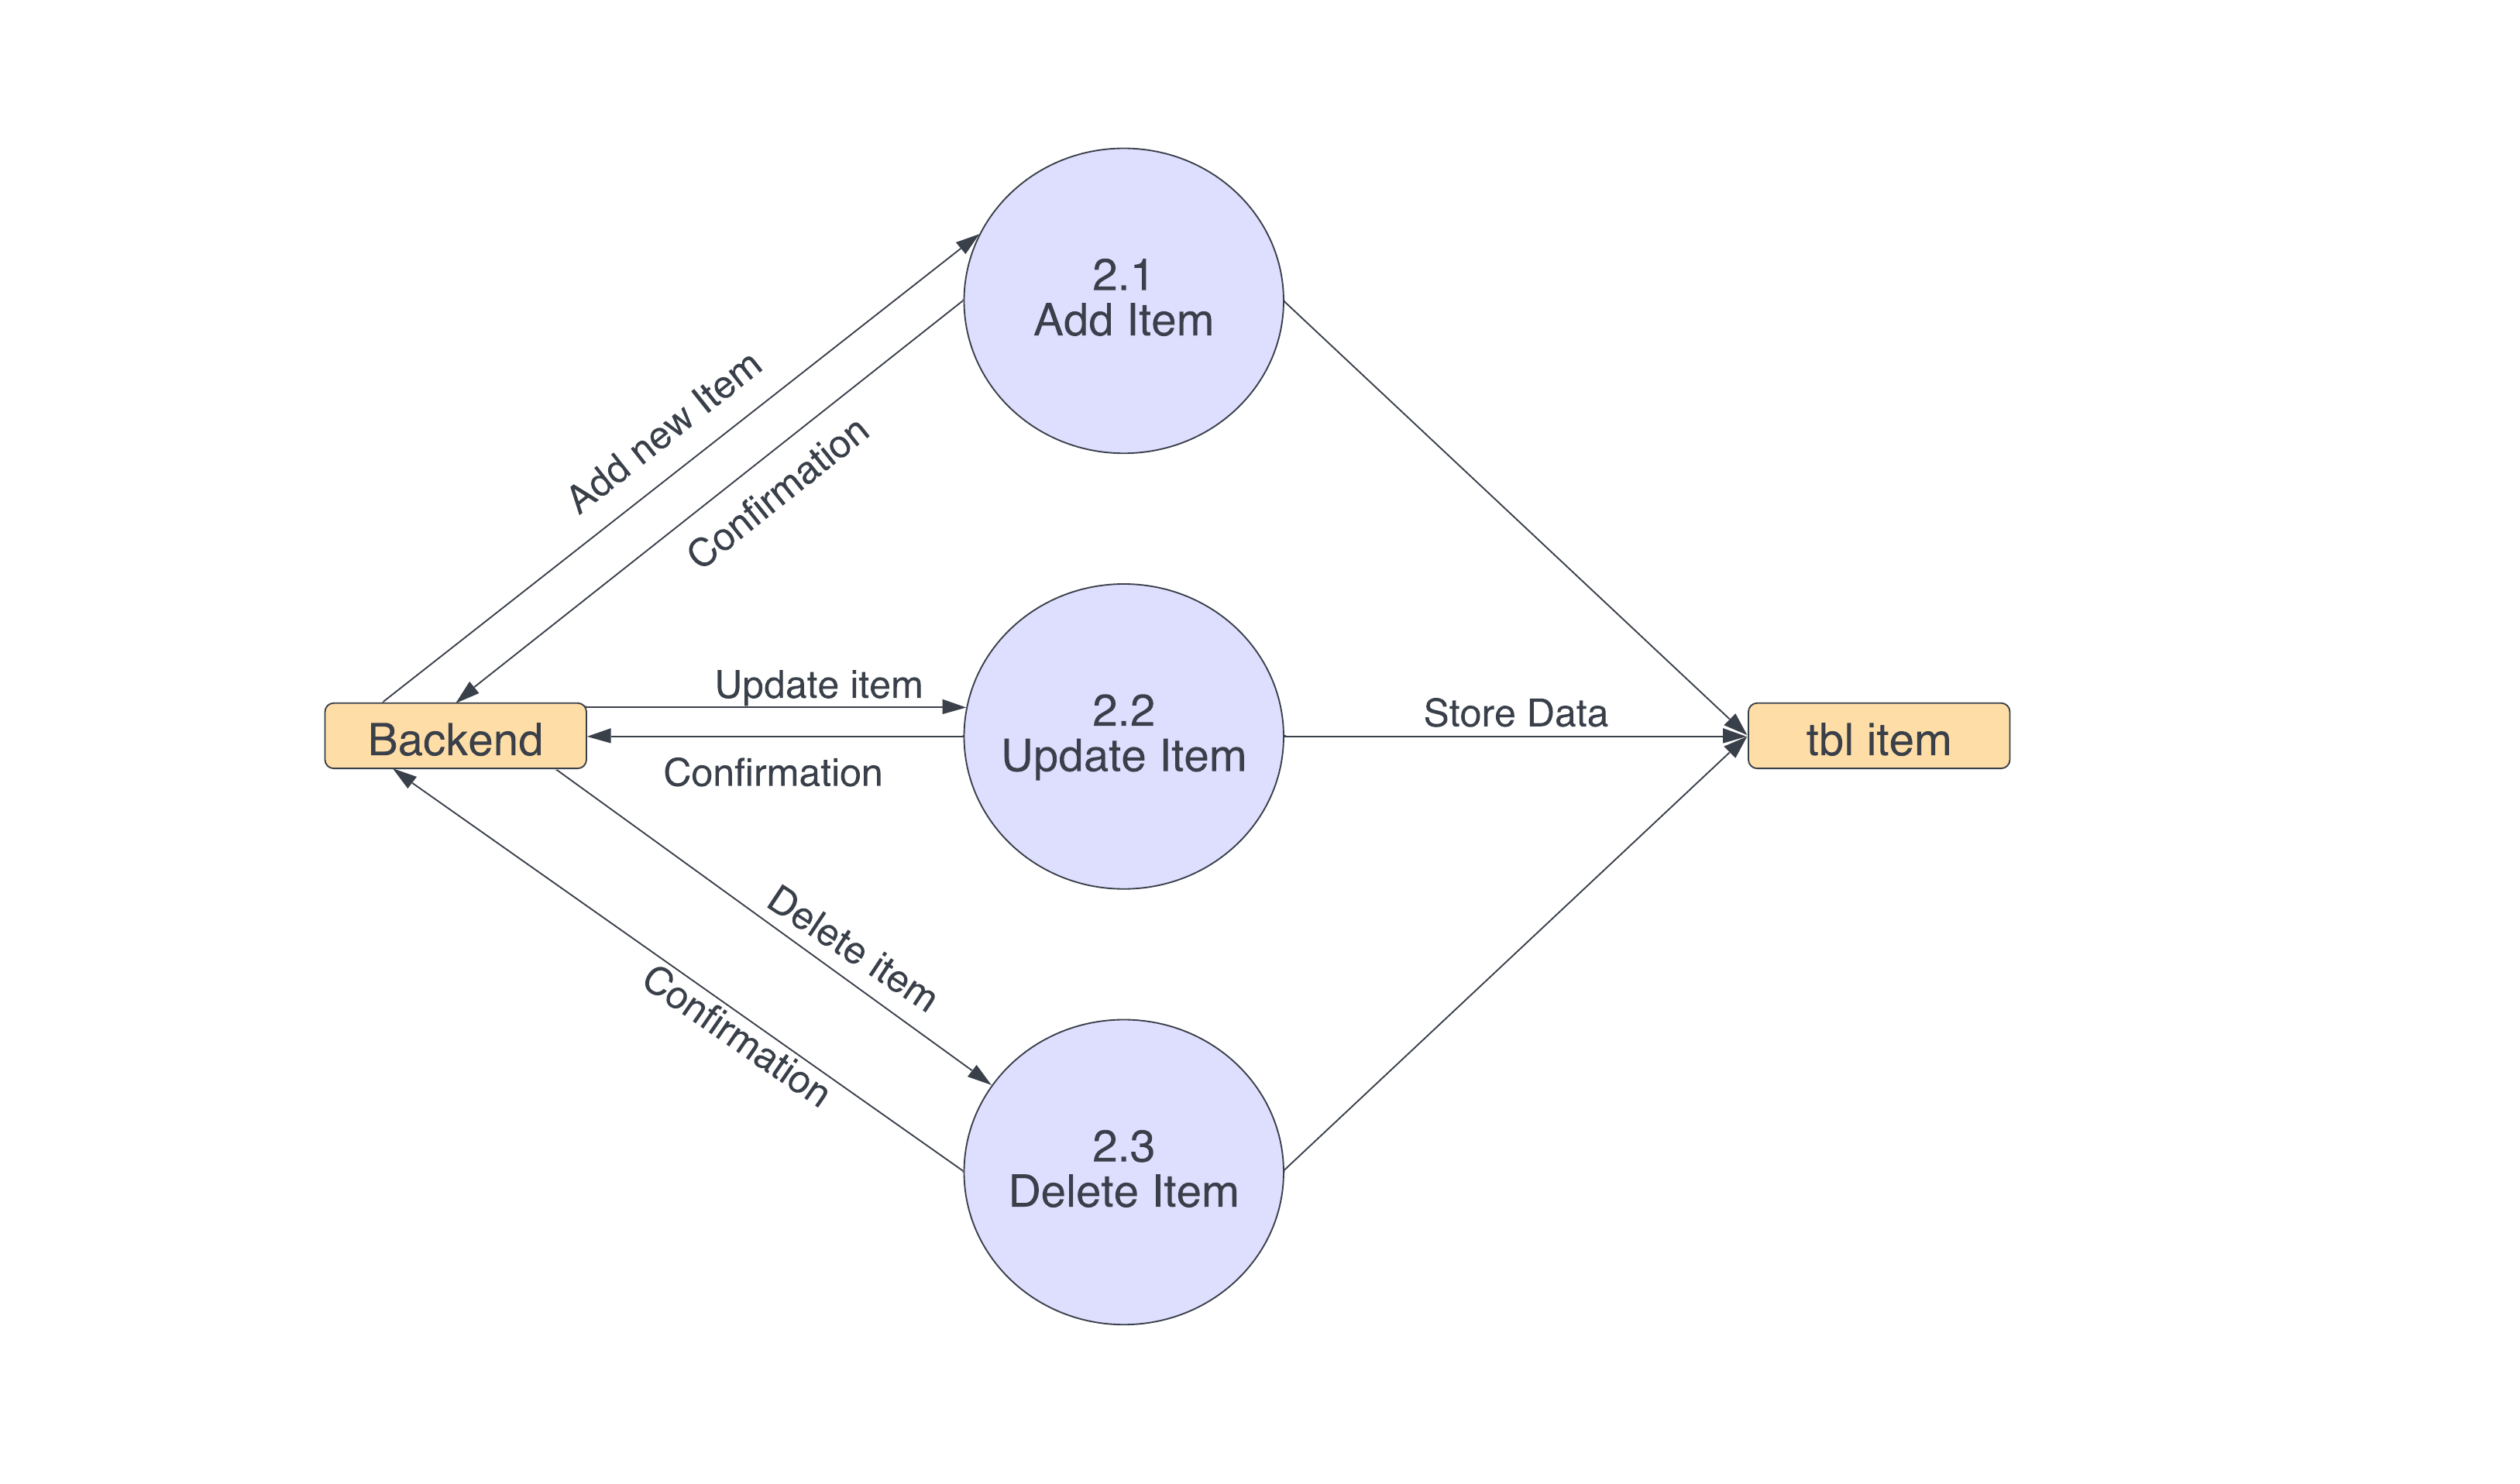 2.1
Add Item
Add new Item
Confirmation
Update item
2.2
Update Item
Store Data
Backend
tbl item
Confirmation
Delete item
Confirmation
2.3
Delete Item